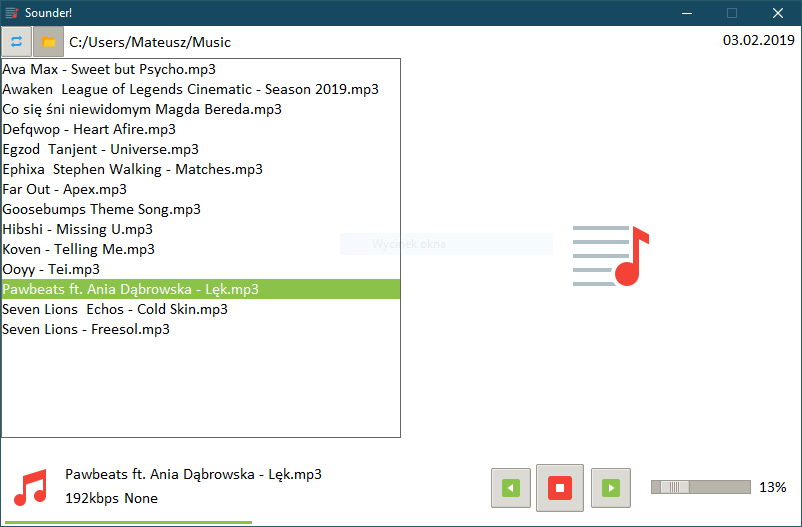 Sounder!
C:/Users/Mateusz/Music
03.02.2019
Ava Max - Sweet but Psycho.mp3
Awaken  League of Legends Cinematic - Season 2019.mp3
Co się śni niewidomym Magda Bereda.mp3
Defqwop - Heart Afire.mp3
Egzod  Tanjent - Universe.mp3
Ephixa  Stephen Walking - Matches.mp3
Far Out - Apex.mp3
Goosebumps Theme Song.mp3
Hibshi - Missing U.mp3
Wycinek okna
Koven - Telling Me.mp3
Ooyy - Tei.mp3
Pawbeats ft. Ania Dąbrowska - Lęk.mp3
Seven Lions  Echos - Cold Skin.mp3
Seven Lions - Freesol.mp3
Pawbeats ft. Ania Dąbrowska - Lęk.mp3
192kbps None
13%